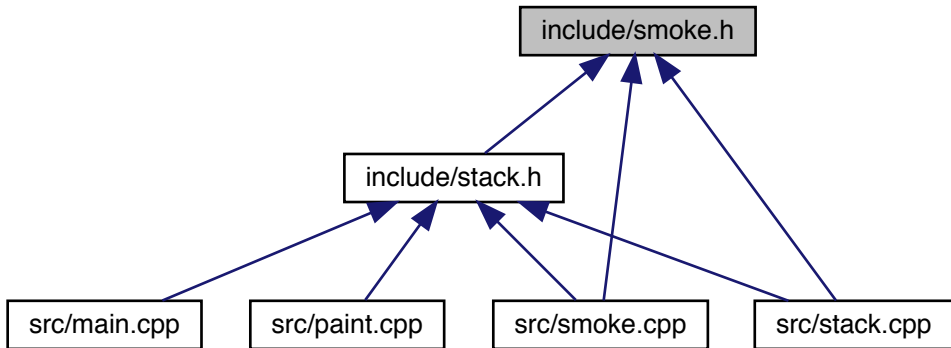 include/smoke.h
include/stack.h
src/main.cpp
src/paint.cpp
src/smoke.cpp
src/stack.cpp